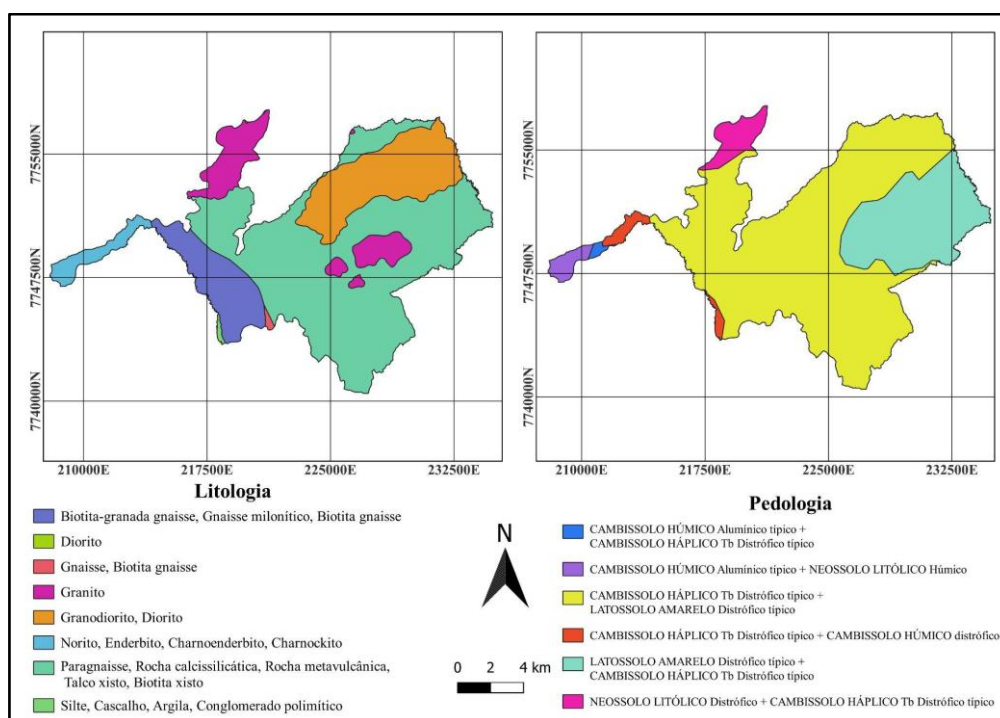 7755000N
7747500N
7740000N
210000E
217500E
225000E
232500E
7755000N
7747500N
7740000N
210000E
217500E
225000E
232500E
Litologia
Biotita-granada gnaisse, Gnaisse milonítico, Biotita gnaisse
Diorito
Gnaisse, Biotita gnaisse
Granito
Granodiorito, Diorito
Norito, Enderbito, Charnoenderbito, Charnockito
Paragnaisse, Rocha calcissilicática, Rocha metavulcânica,
Talco xisto, Biotita xisto
Silte, Cascalho, Argila, Conglomerado polimítico
N
0 2 4 km
Pedologia
CAMBISSOLO HÚMICO Alumínico típico +
CAMBISSOLO HÁPLICO Tb Distrófico típico
CAMBISSOLO HÚMICO Alumínico típico + NEOSSOLO LITÓLICO Húmico
CAMBISSOLO HÁPLICO Tb Distrófico típico +
LATOSSOLO AMARELO Distrófico típico
CAMBISSOLO HÁPLICO Tb Distrófico típico + CAMBISSOLO HÚMICO distrófico
LATOSSOLO AMARELO Distrófico típico +
CAMBISSOLO HÁPLICO Tb Distrófico típico
NEOSSOLO LITÓLICO Distrófico + CAMBISSOLO HÁPLICO Tb Distrófico típico